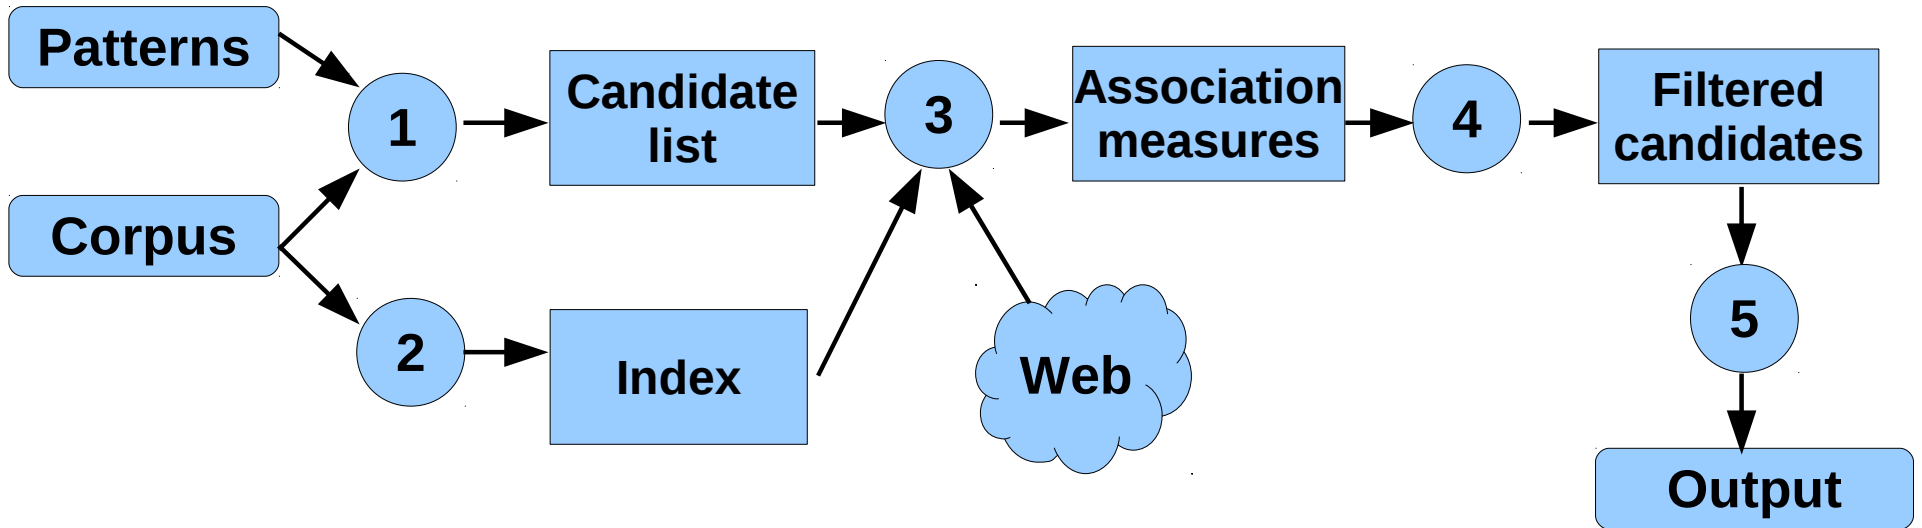 Patterns
Corpus
1
2
Candidate
list
Index
3
Web
Association
measures
4
Filtered
candidates
5
Output